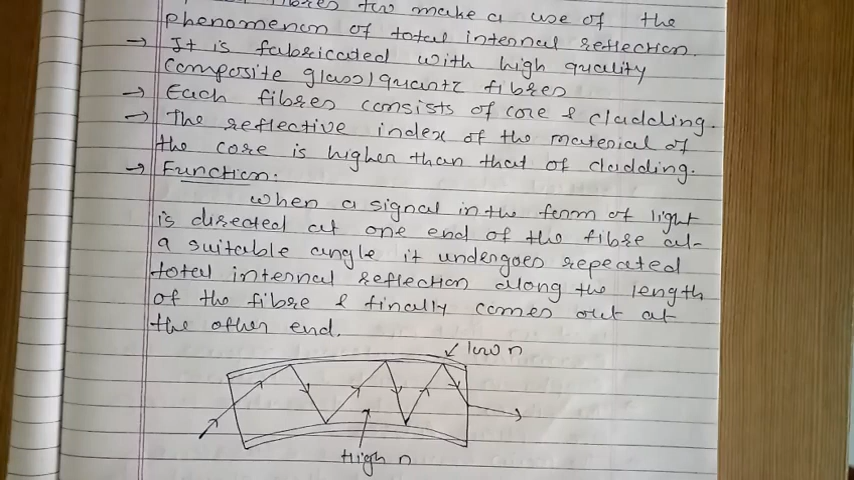 fibres too make a use of the
phenomenon of total internal reflection.
→ It is fabricated with high quality
composite glass/quartz fibres
→ Each fibres consists of core & cladding.
→ The reflective index of the material of
the core is higher than that of cladding.
→ Function:
when a signal in the form of light
is directed at one end of the fibre at
a suitable angle it undergoes repeated
total internal reflection along the length
of the fibre & finally comes out at
the other end.
low n
High n